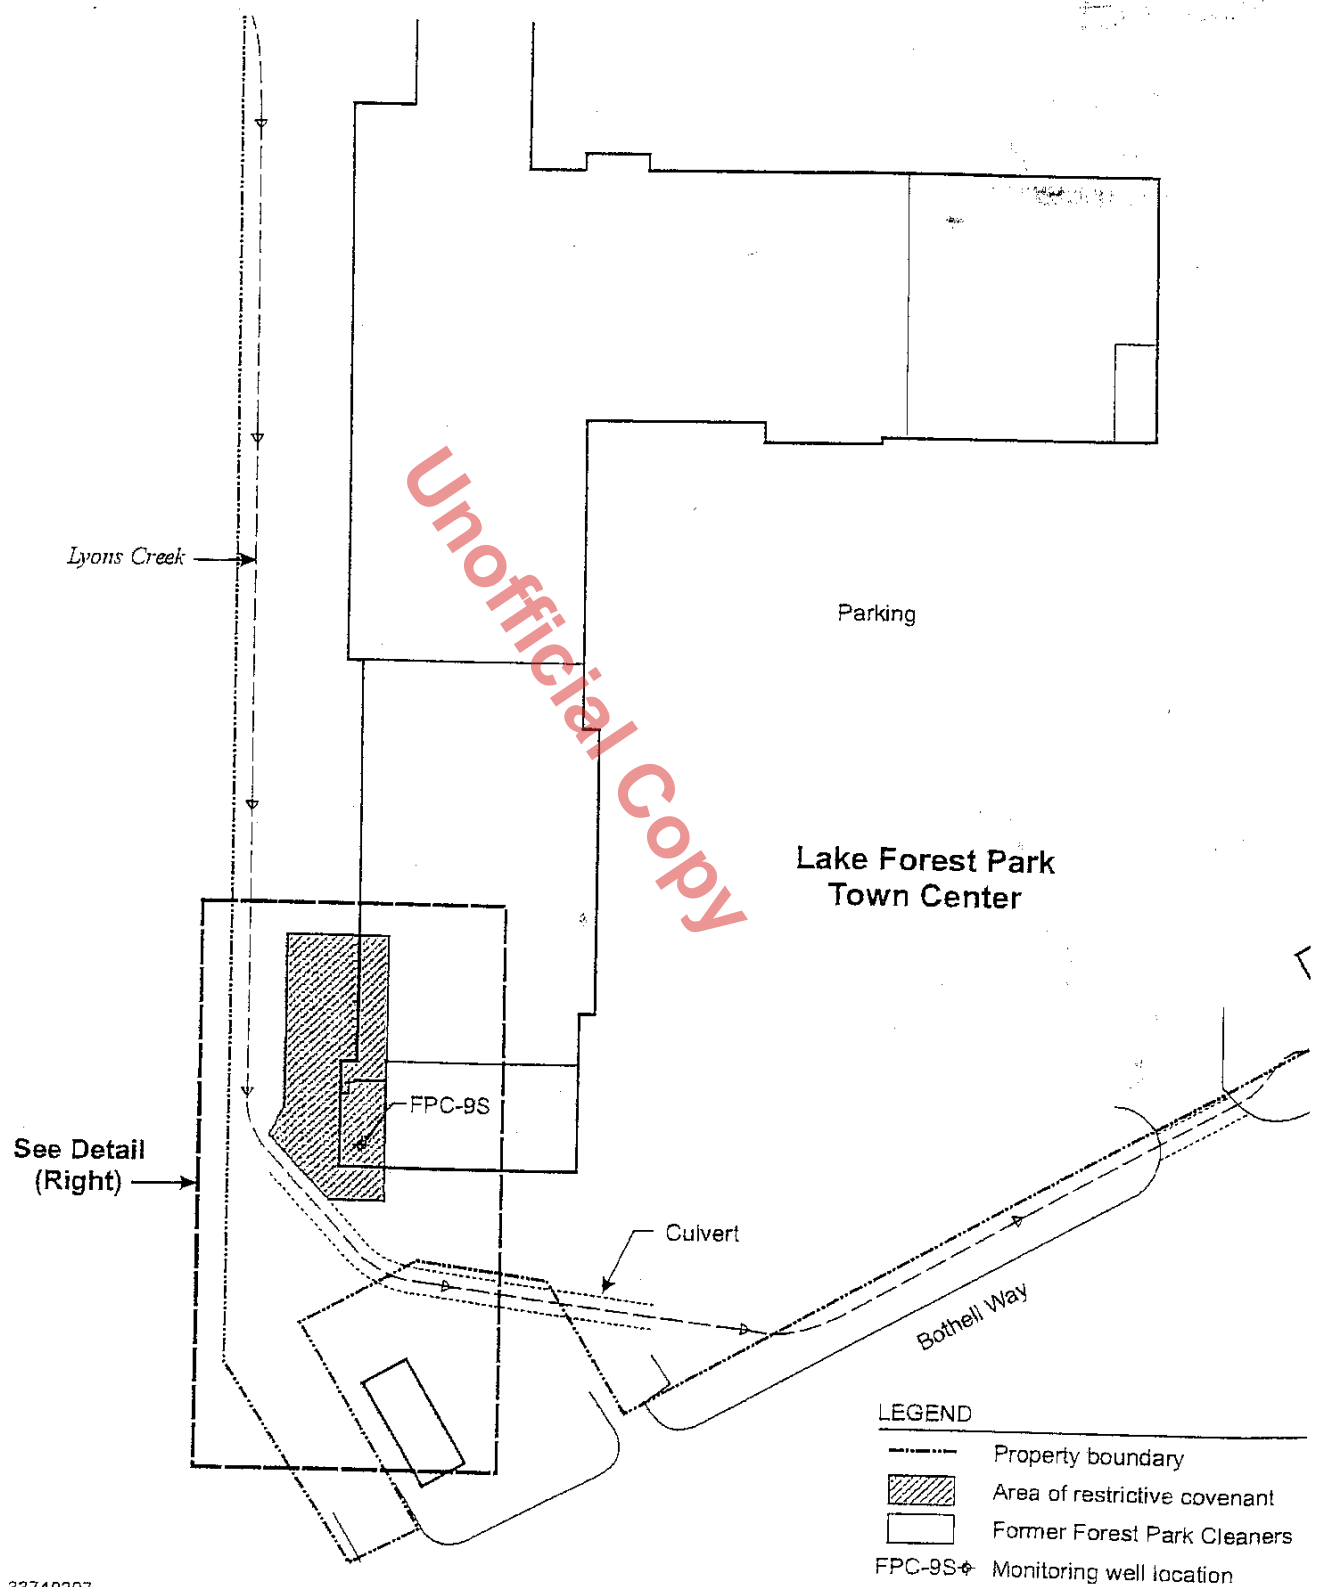 Lyons Creek
Parking
Unofficial Copy
Lake Forest Park
Town Center
FPC-9S
See Detail
(Right)
Culvert
Bothell Way
LEGEND
Property boundary
Area of restrictive covenant
Former Forest Park Cleaners
FPC-9S Monitoring well location